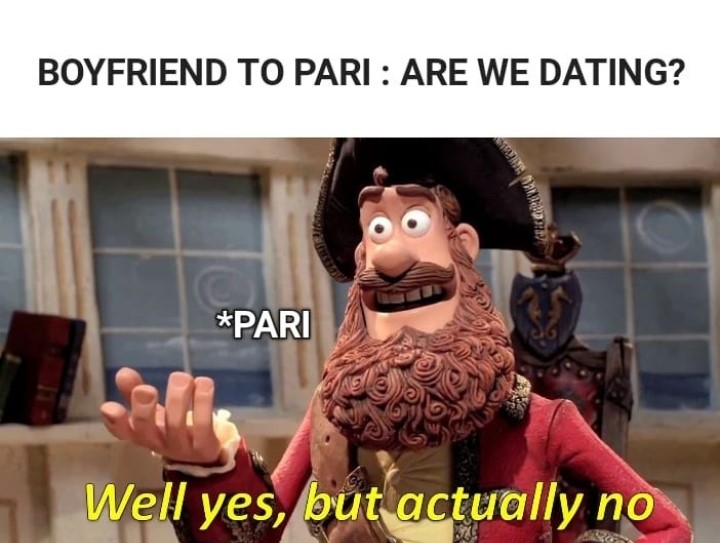 BOYFRIEND TO PARI : ARE WE DATING?
*PARI
Well yes, but actually no